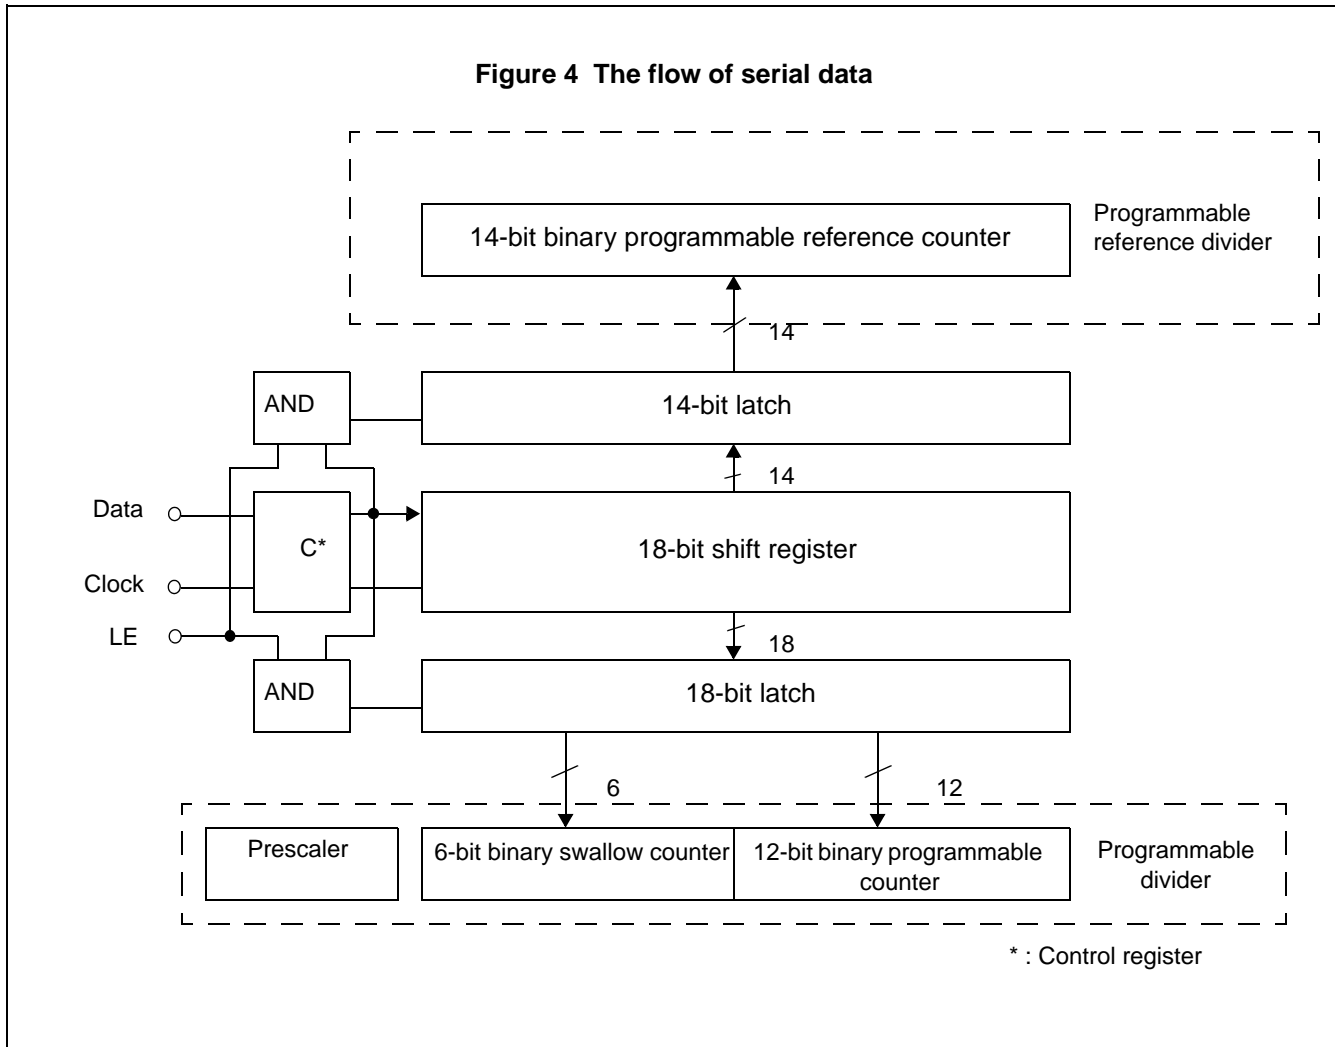 Figure 4  The flow of serial data
14-bit binary programmable reference counter
Programmable
reference divider
14
AND
14-bit latch
14
Data
C*
18-bit shift register
Clock
LE
18
AND
18-bit latch
6
12
Prescaler
6-bit binary swallow counter
12-bit binary programmable
counter
Programmable
divider
* : Control register